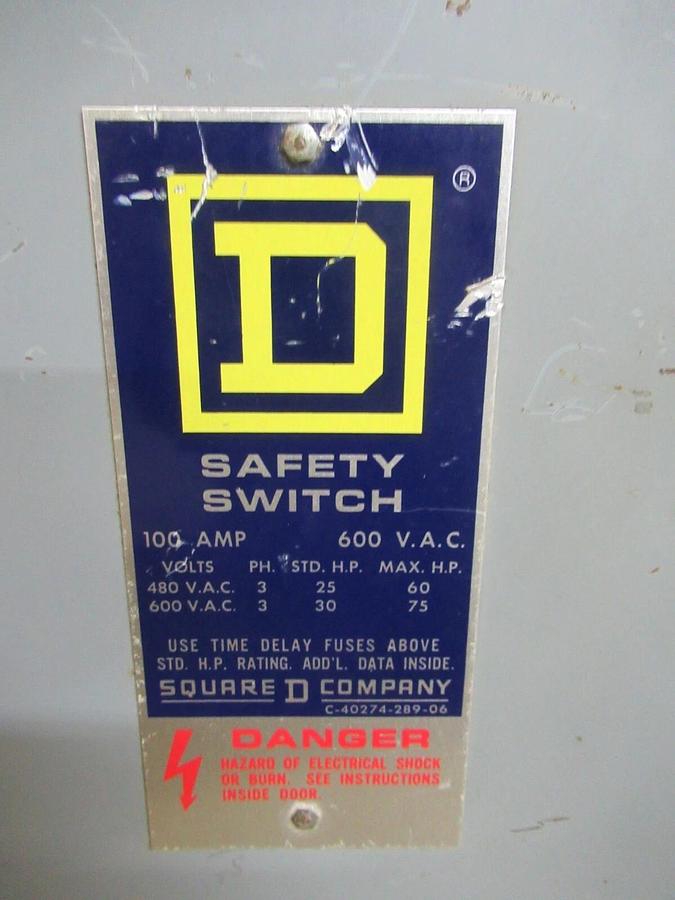 ®
D
SAFETY
SWITCH
100 AMP 600 V.A.C.
VOLTS PH. STD. H.P. MAX. H.P.
480 V.A.C. 3 25 60
600 V.A.C. 3 30 75
USE TIME DELAY FUSES ABOVE
STD. H.P. RATING. ADD'L. DATA INSIDE.
SQUARE D COMPANY
C-40274-289-06
DANGER
HAZARD OF ELECTRICAL SHOCK
OR BURN. SEE INSTRUCTIONS
INSIDE DOOR.